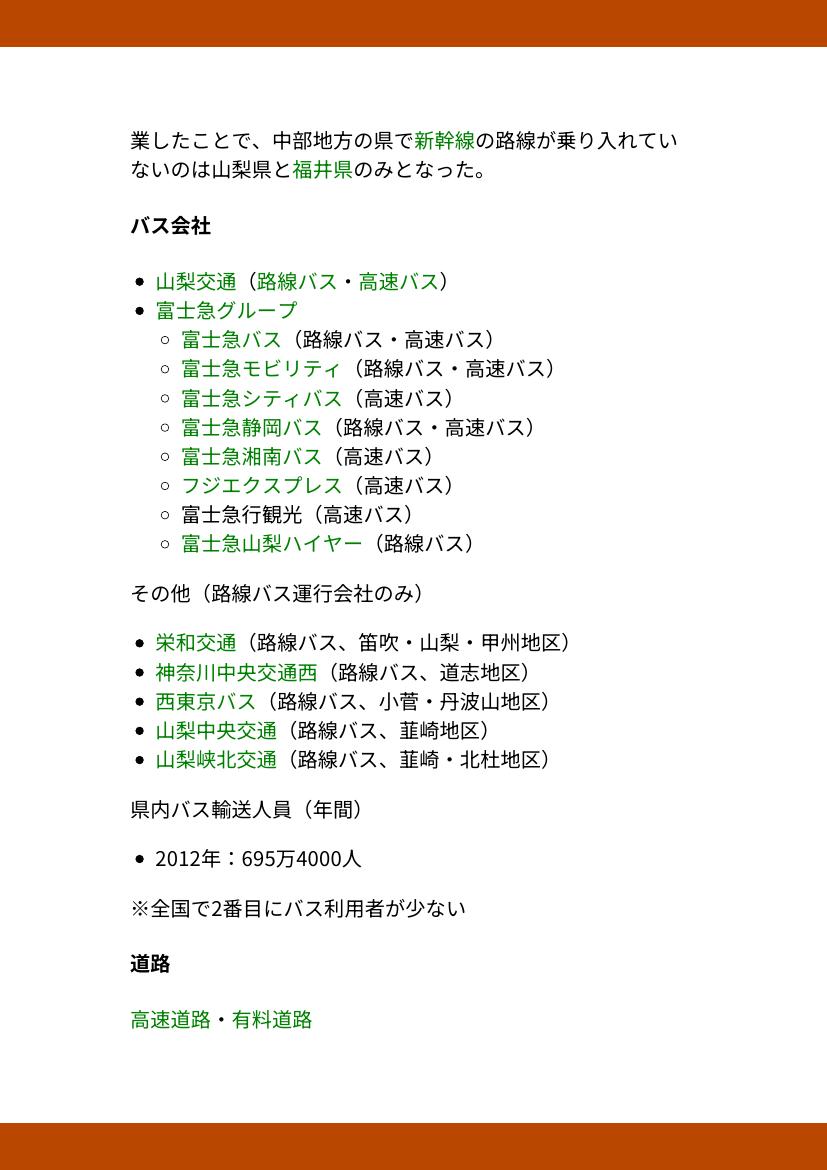 業したことで、中部地方の県で新幹線の路線が乗り入れてい
ないのは山梨県と福井県のみとなった。
バス会社
• 山梨交通（路線バス・高速バス）
• 富士急グループ
○ 富士急バス（路線バス・高速バス）
○ 富士急モビリティ（路線バス・高速バス）
○ 富士急シティバス（高速バス）
○ 富士急静岡バス（路線バス・高速バス）
○ 富士急湘南バス（高速バス）
○ フジエクスプレス（高速バス）
○ 富士急行観光（高速バス）
○ 富士急山梨ハイヤー（路線バス）
その他（路線バス運行会社のみ）
• 栄和交通（路線バス、笛吹・山梨・甲州地区）
• 神奈川中央交通西（路線バス、道志地区）
• 西東京バス（路線バス、小菅・丹波山地区）
• 山梨中央交通（路線バス、韮崎地区）
• 山梨峡北交通（路線バス、韮崎・北杜地区）
県内バス輸送人員（年間）
• 2012年：695万4000人
※全国で2番目にバス利用者が少ない
道路
高速道路・有料道路